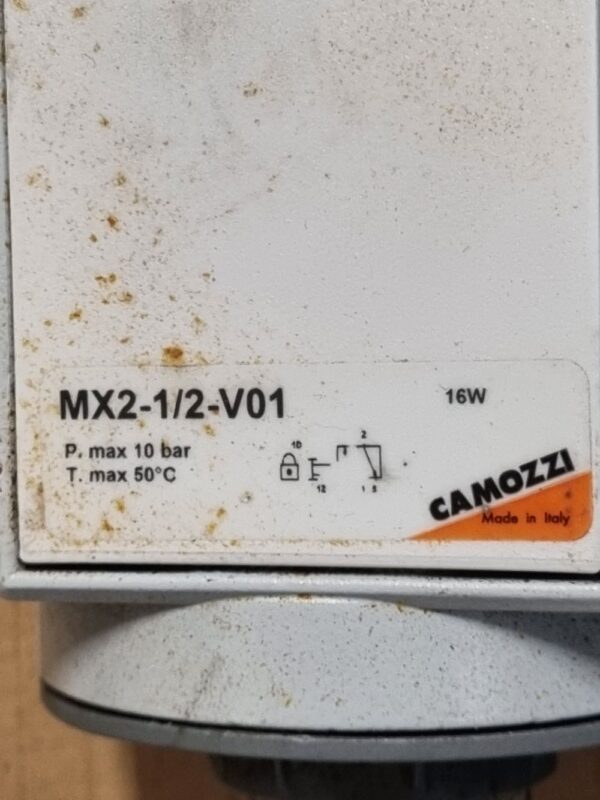 MX2-1/2-V01
16W
P. max 10 bar
T. max 50°C
10
12
2
1 3
CAMOZZI
Made in Italy